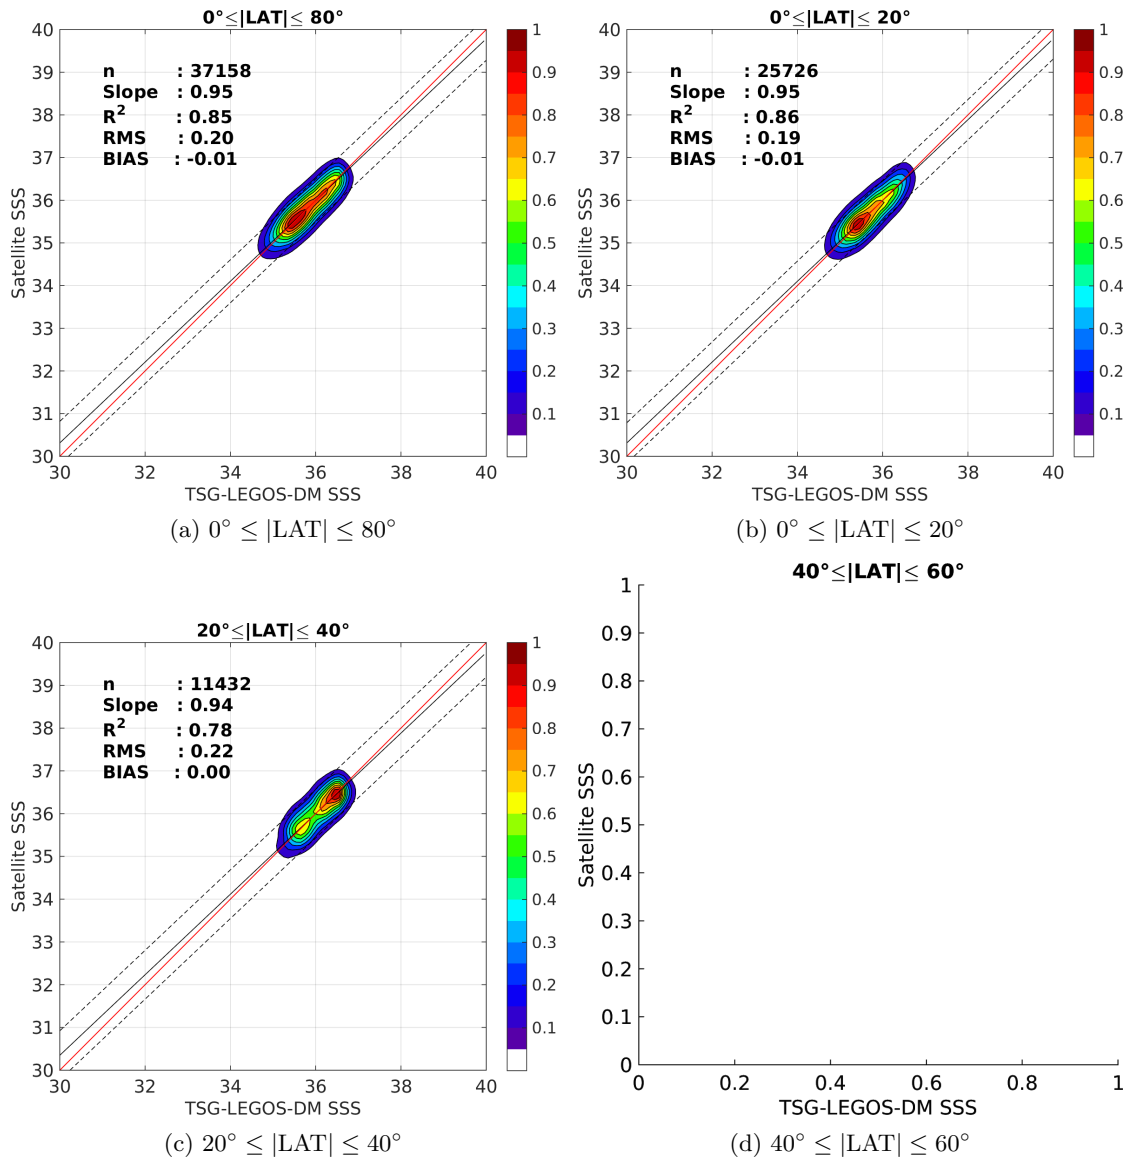 0°≤|LAT|≤ 80°
n : 37158
Slope : 0.95
R² : 0.85
RMS : 0.20
BIAS : -0.01
40
39
38
37
36
35
34
33
32
31
30
30 32 34 36 38 40
Satellite SSS
TSG-LEGOS-DM SSS
1
0.9
0.8
0.7
0.6
0.5
0.4
0.3
0.2
0.1
(a) 0° ≤ |LAT| ≤ 80°
0°≤|LAT|≤ 20°
n : 25726
Slope : 0.95
R² : 0.86
RMS : 0.19
BIAS : -0.01
40
39
38
37
36
35
34
33
32
31
30
30 32 34 36 38 40
Satellite SSS
TSG-LEGOS-DM SSS
1
0.9
0.8
0.7
0.6
0.5
0.4
0.3
0.2
0.1
(b) 0° ≤ |LAT| ≤ 20°
20°≤|LAT|≤ 40°
n : 11432
Slope : 0.94
R² : 0.78
RMS : 0.22
BIAS : 0.00
40
39
38
37
36
35
34
33
32
31
30
30 32 34 36 38 40
Satellite SSS
TSG-LEGOS-DM SSS
1
0.9
0.8
0.7
0.6
0.5
0.4
0.3
0.2
0.1
(c) 20° ≤ |LAT| ≤ 40°
40°≤|LAT|≤ 60°
1
0.9
0.8
0.7
0.6
0.5
0.4
0.3
0.2
0.1
0
0 0.2 0.4 0.6 0.8 1
Satellite SSS
TSG-LEGOS-DM SSS
(d) 40° ≤ |LAT| ≤ 60°